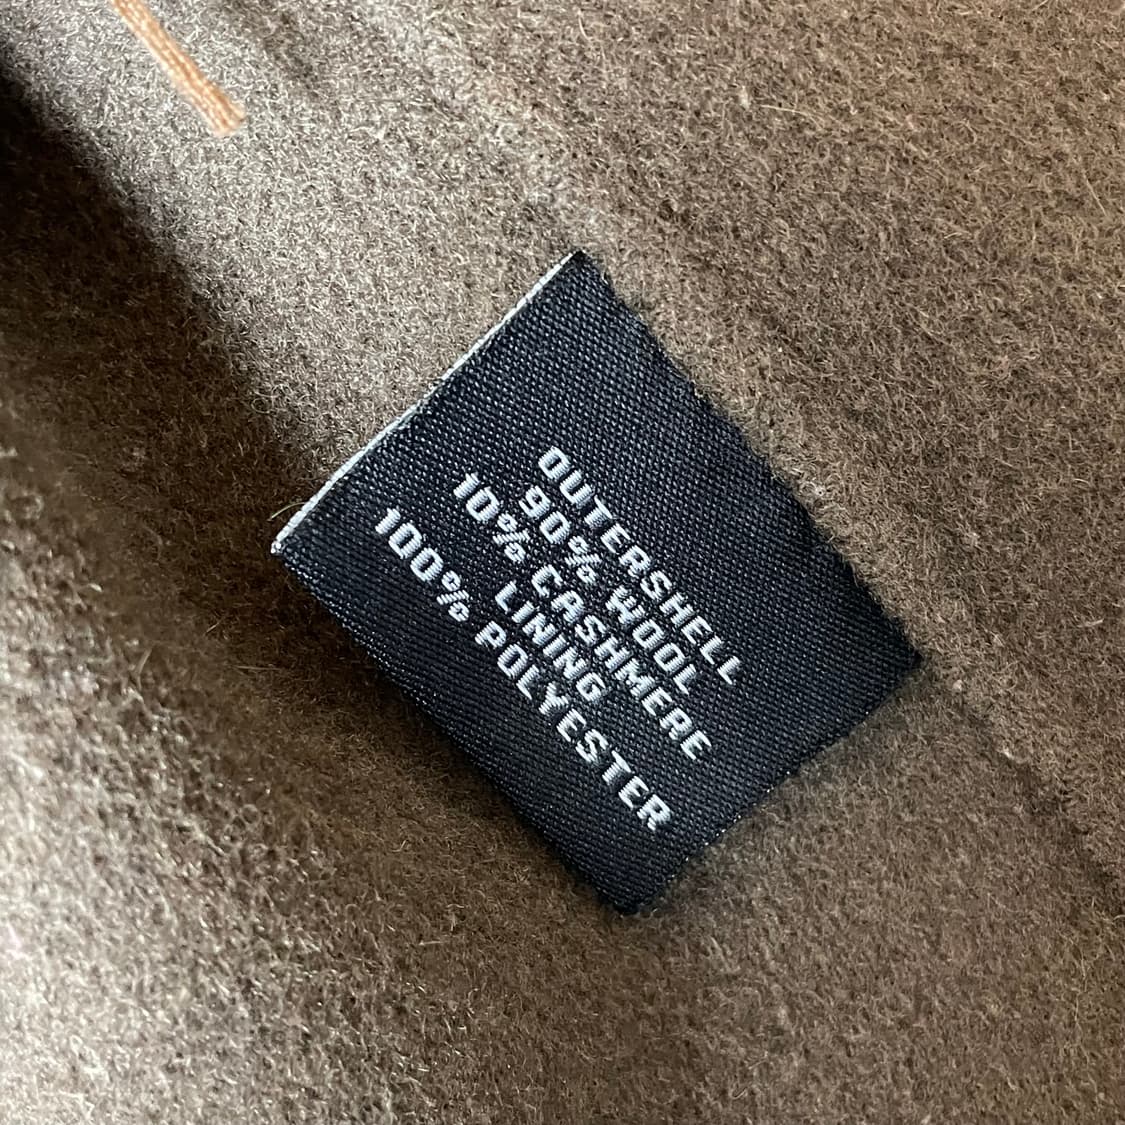 OUTERSHELL
90% WOOL
10% CASHMERE
LINING
100% POLYESTER